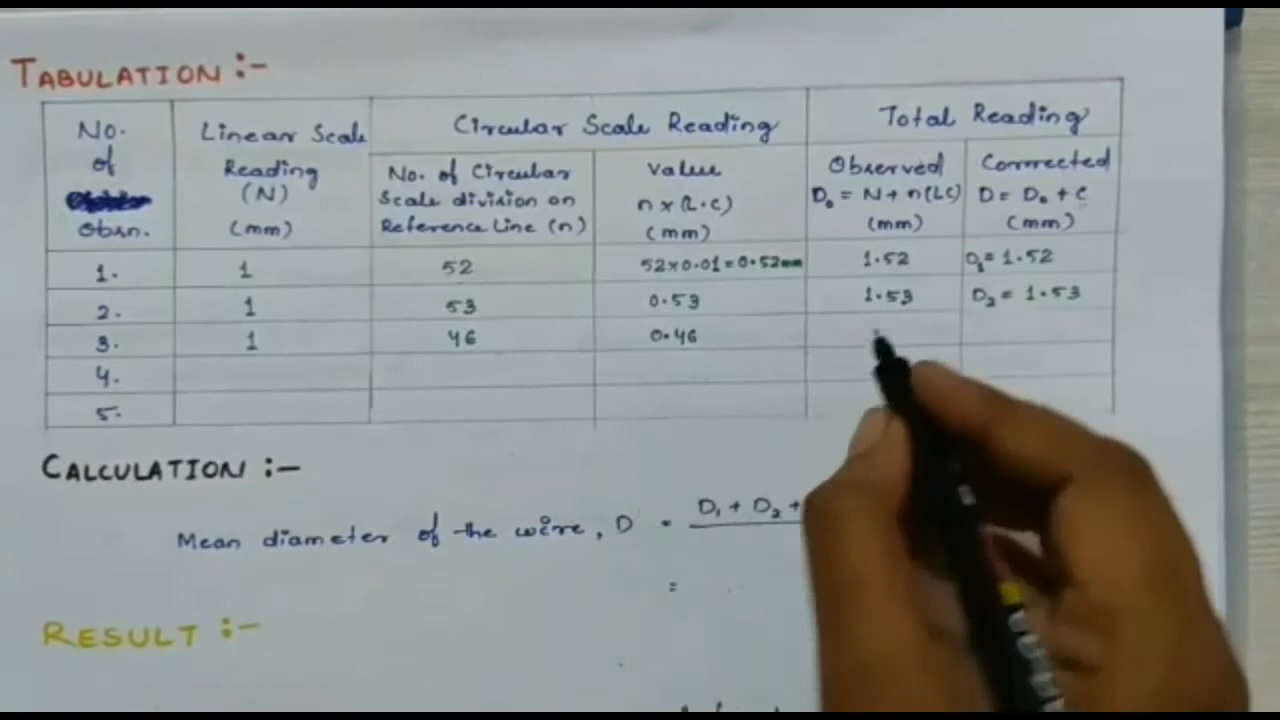 TABULATION :-
No. of Obsn.
Linear Scale Reading (N) (mm)
Circular Scale Reading
No. of Circular Scale division on Reference Line (n)
Value n x (L.C) (mm)
Total Reading
Observed D₀ = N + n(LC) (mm)
Corrrected D = D₀ + C (mm)
1. 1 52 52 x 0.01 = 0.52mm 1.52 D₁ = 1.52
2. 1 53 0.53 1.53 D₂ = 1.53
3. 1 46 0.46
4.
5.
CALCULATION :-
Mean diameter of the wire, D = D₁ + D₂ +
=
RESULT :-